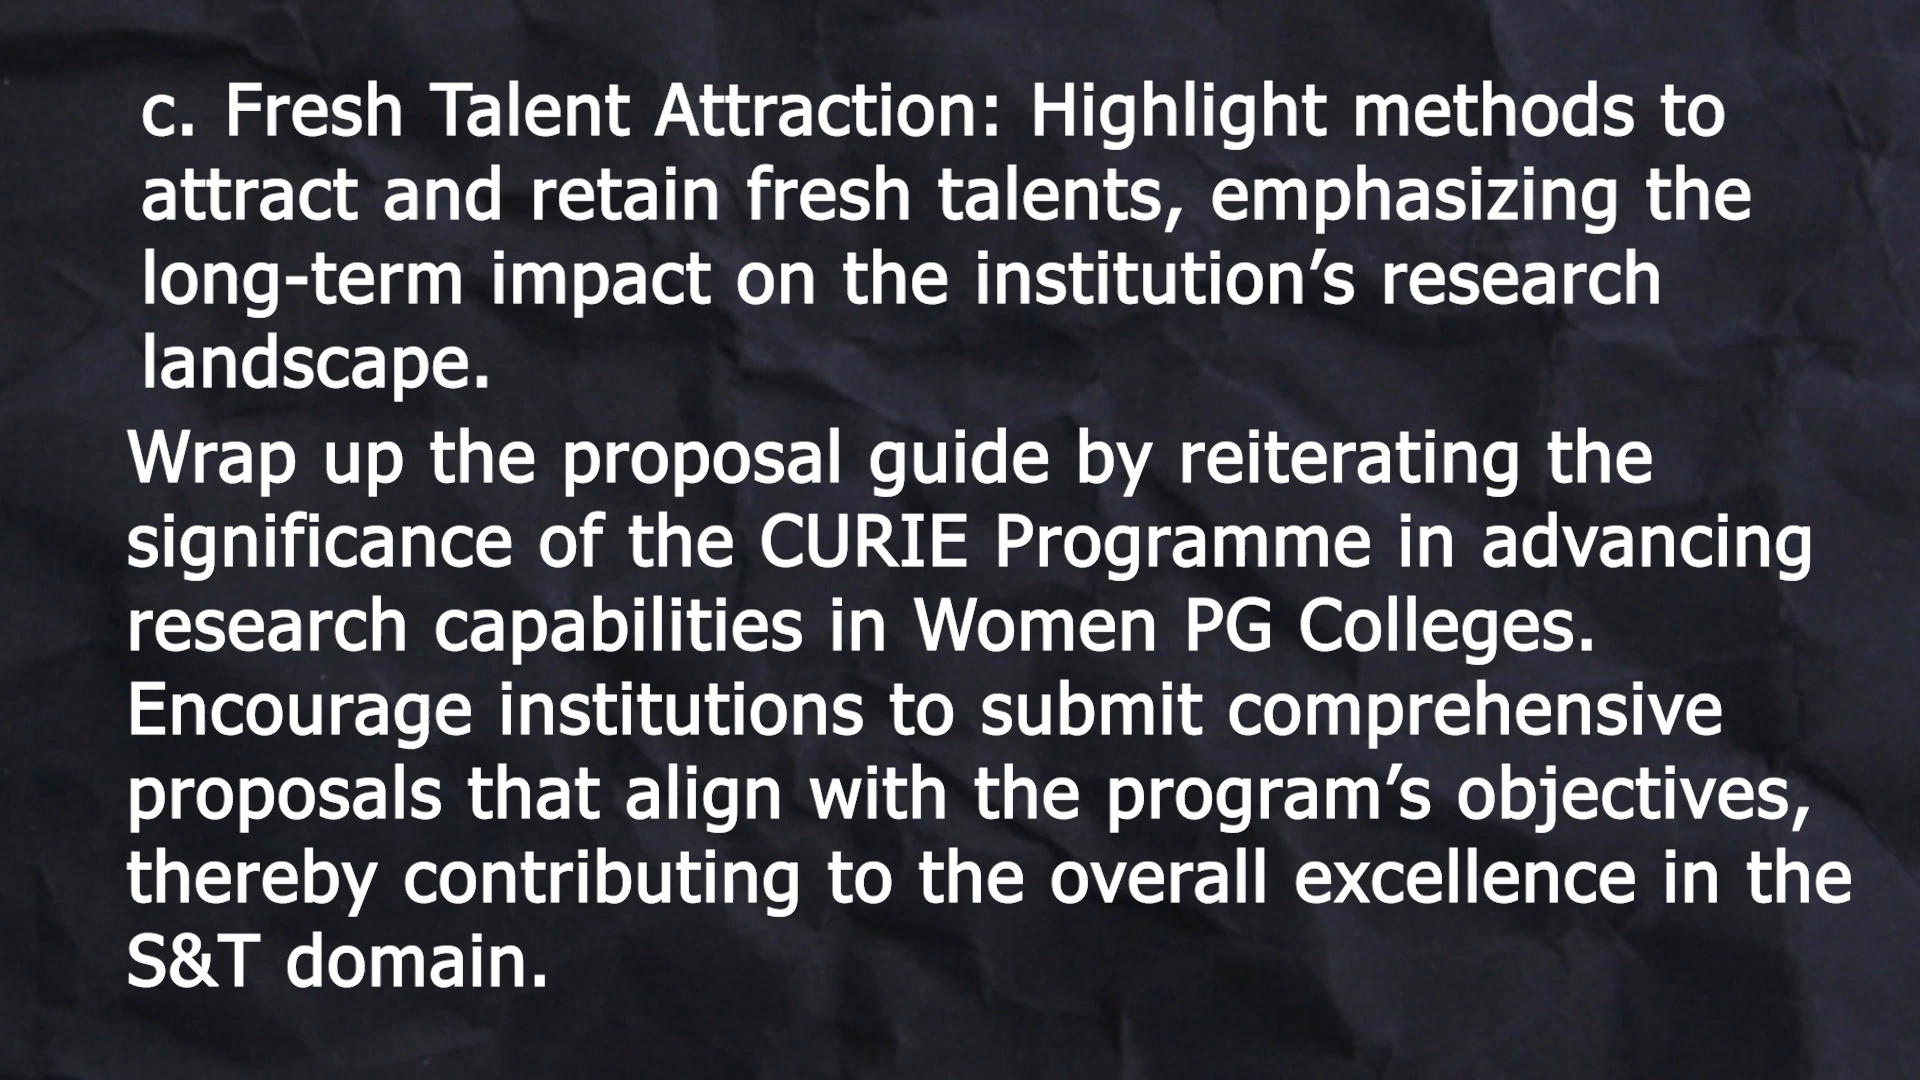 c. Fresh Talent Attraction: Highlight methods to
attract and retain fresh talents, emphasizing the
long-term impact on the institution’s research
landscape.
Wrap up the proposal guide by reiterating the
significance of the CURIE Programme in advancing
research capabilities in Women PG Colleges.
Encourage institutions to submit comprehensive
proposals that align with the program’s objectives,
thereby contributing to the overall excellence in the
S&T domain.